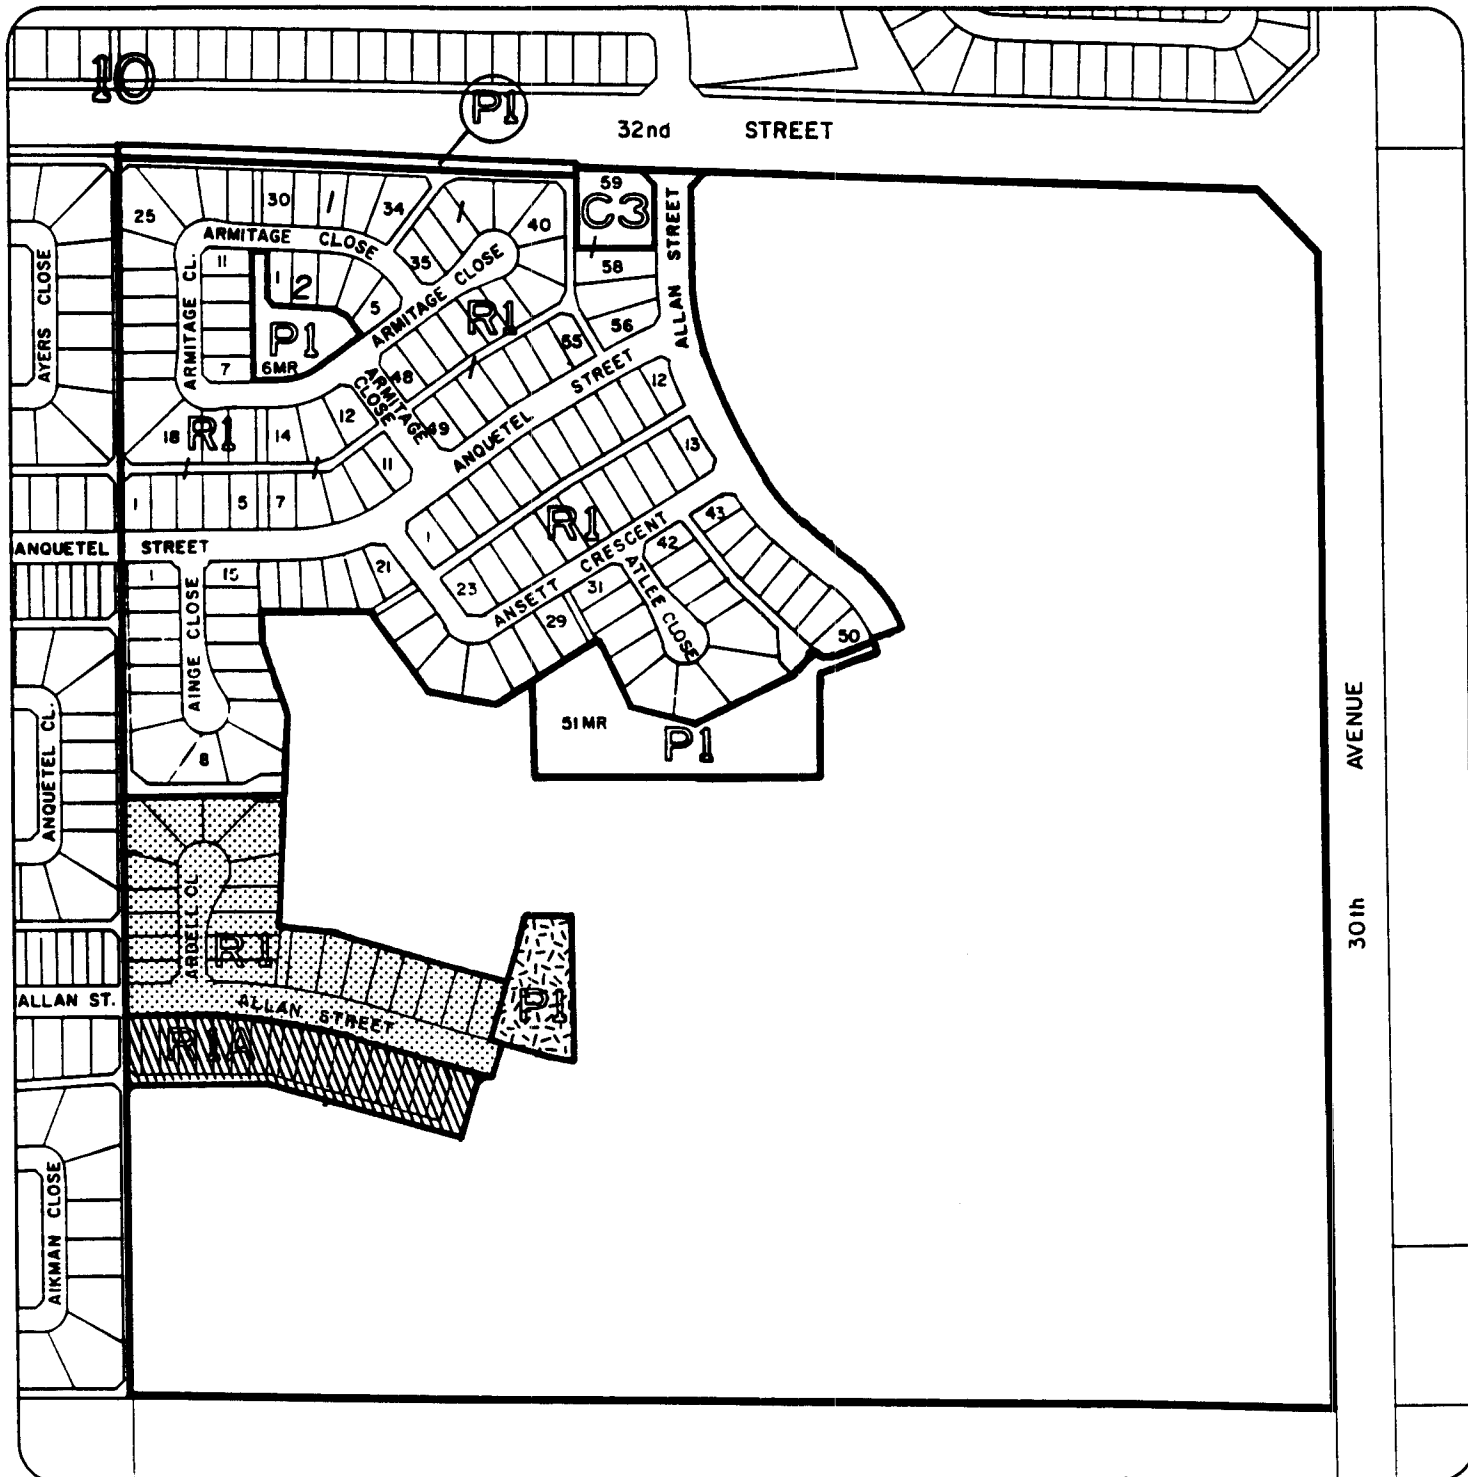 10
P1
32nd STREET
59
C3
25
30
34
40
ARMITAGE CLOSE
ALLAN STREET
AYERS CLOSE
ARMITAGE CL.
11
1
2
5
35
ARMITAGE CLOSE
58
R1
56
P1
6MR
7
55
48
ARMITAGE CLOSE
49
12
ANQUETEL STREET
12
18
R1
14
11
13
1
5
7
1
R1
43
ANQUETEL STREET
ANSETT CRESCENT
42
1
15
21
23
31
29
ATLEE CLOSE
50
AINGE CLOSE
8
51 MR
P1
ANQUETEL CL.
30th AVENUE
ARBELL CL.
R1
P1
ALLAN ST.
ALLAN STREET
R1A
AIKMAN CLOSE